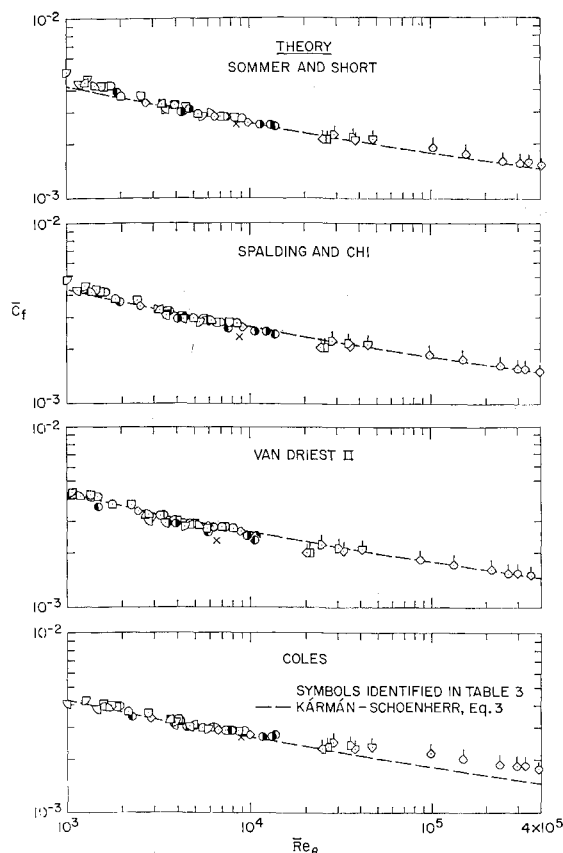 10⁻²
THEORY
SOMMER AND SHORT
10⁻³
10⁻²
SPALDING AND CHI
C̄f
10⁻³
10⁻²
VAN DRIEST II
10⁻³
10⁻²
COLES
SYMBOLS IDENTIFIED IN TABLE 3
KÁRMÁN – SCHOENHERR, Eq. 3
10⁻³
10³
10⁴
10⁵
4×10⁵
R̄eθ